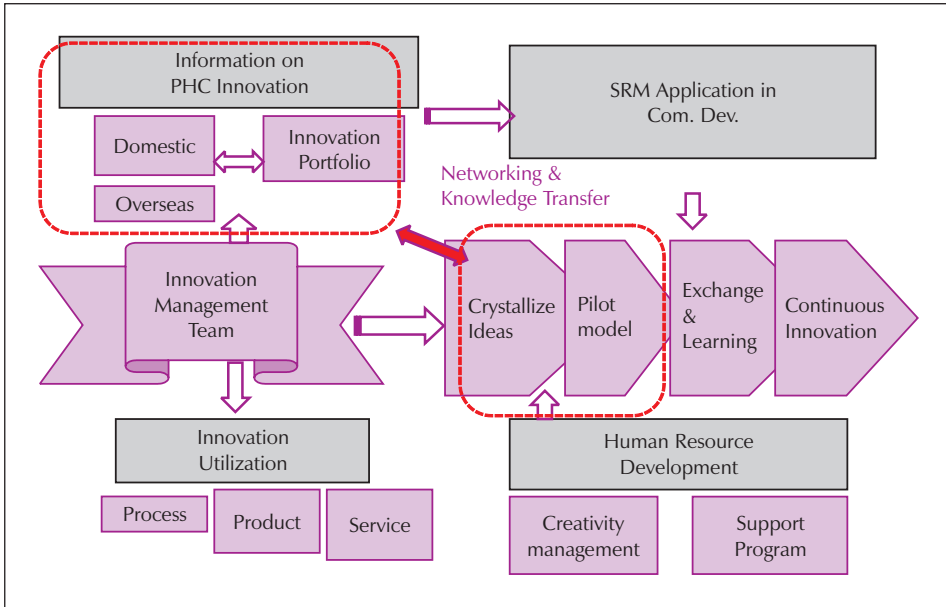 Information on
PHC Innovation
SRM Application in
Com. Dev.
Domestic
Innovation
Portfolio
Overseas
Networking &
Knowledge Transfer
Innovation
Management
Team
Crystallize
Ideas
Pilot
model
Exchange
&
Learning
Continuous
Innovation
Innovation
Utilization
Human Resource
Development
Process
Product
Service
Creativity
management
Support
Program